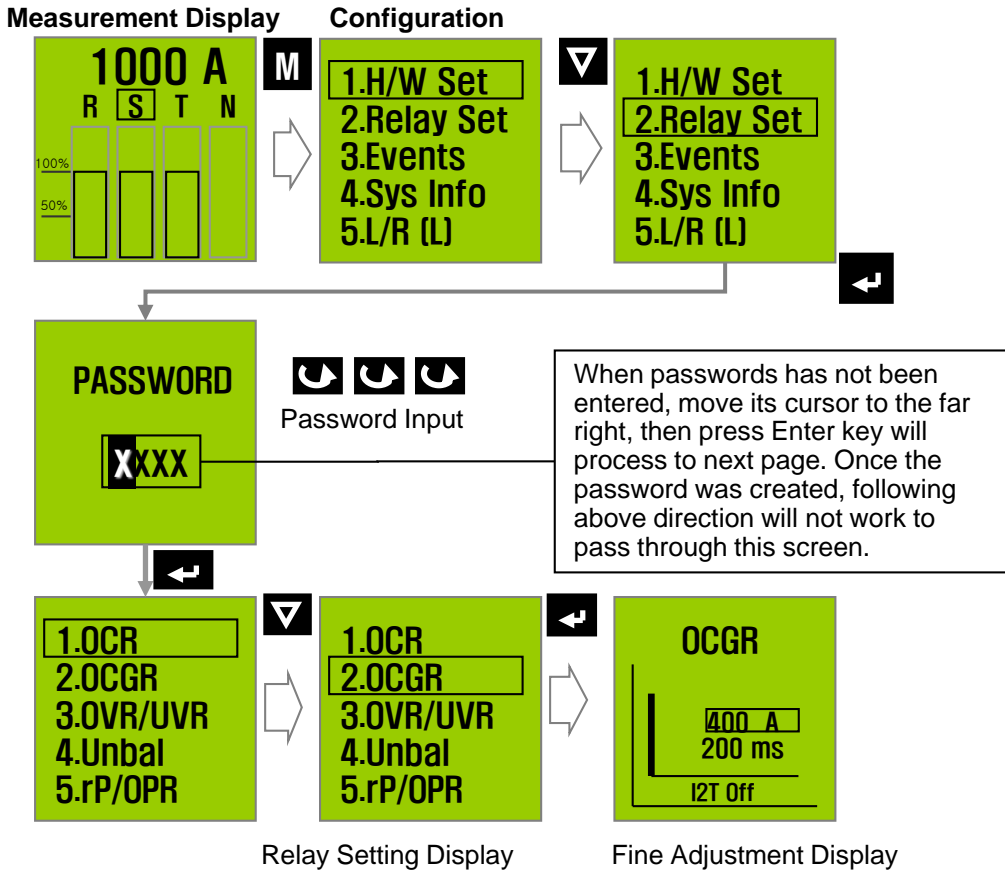 Measurement Display
Configuration
1000 A
R S T N
100%
50%
M
1.H/W Set
2.Relay Set
3.Events
4.Sys Info
5.L/R (L)
1.H/W Set
2.Relay Set
3.Events
4.Sys Info
5.L/R (L)
PASSWORD
XXXX
Password Input
When passwords has not been
entered, move its cursor to the far
right, then press Enter key will
process to next page. Once the
password was created, following
above direction will not work to
pass through this screen.
1.OCR
2.OCGR
3.OVR/UVR
4.Unbal
5.rP/OPR
1.OCR
2.OCGR
3.OVR/UVR
4.Unbal
5.rP/OPR
OCGR
400 A
200 ms
I2T Off
Relay Setting Display
Fine Adjustment Display